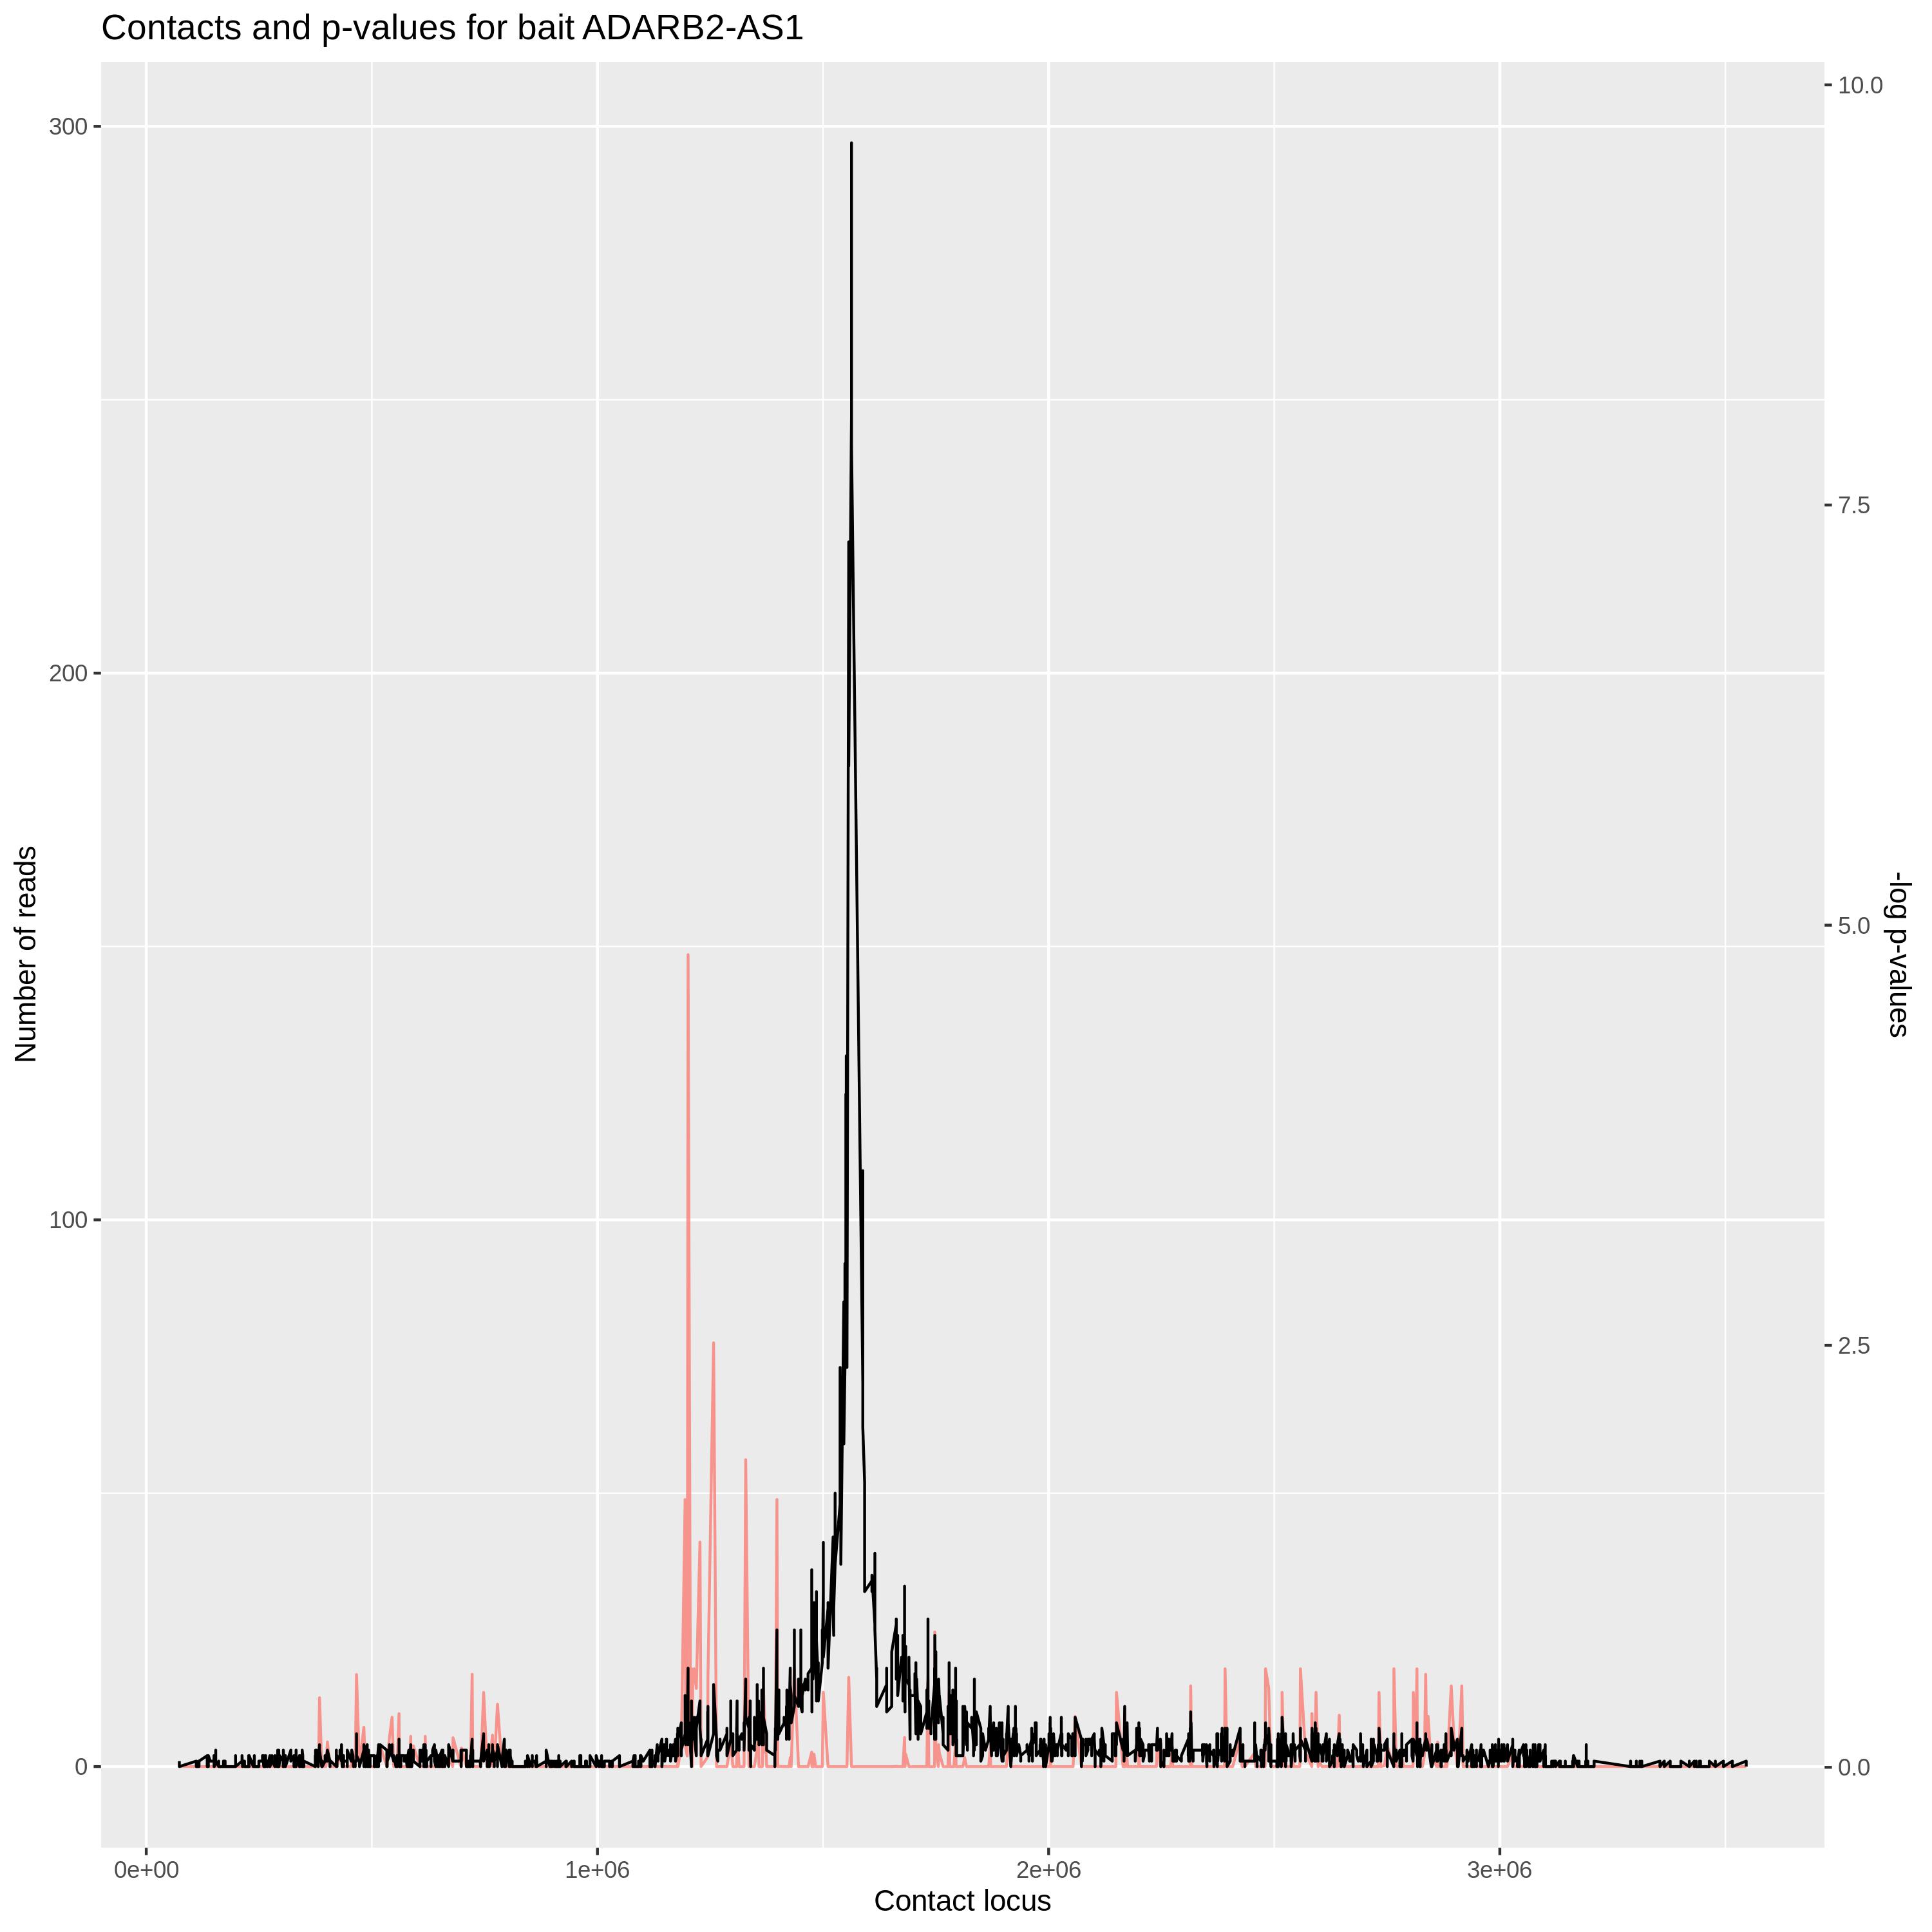 Contacts and p-values for bait ADARB2-AS1
300
200
100
0
Number of reads
10.0
7.5
5.0
2.5
0.0
-log p-values
0e+00
1e+06
2e+06
3e+06
Contact locus